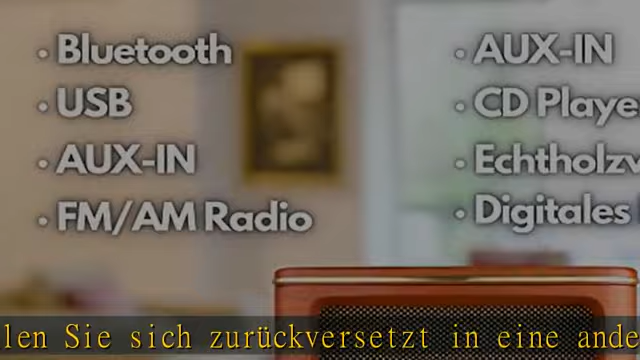 • Bluetooth
• USB
• AUX-IN
• FM/AM Radio
• AUX-IN
• CD Playe
• Echtholzv
• Digitales
len Sie sich zurückversetzt in eine ande